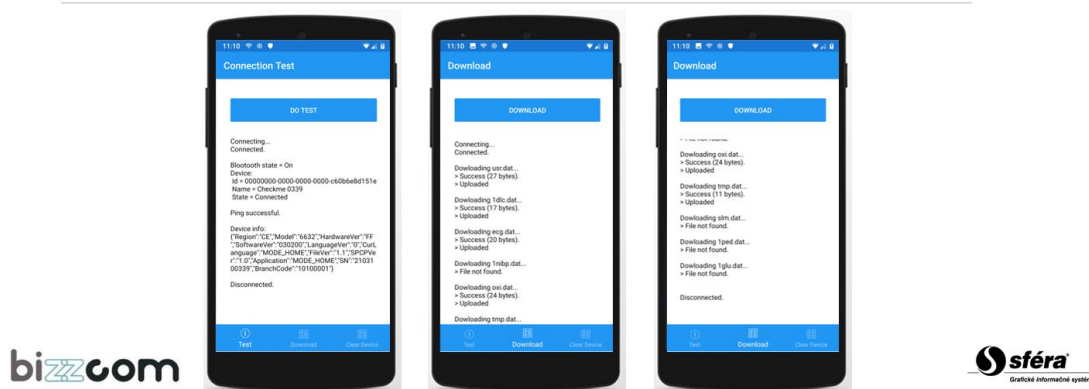 11:10
Connection Test
DO TEST
Connecting...
Connected.
Blootooth state = On
Device:
Id = 00000000-0000-0000-0000-c60b6e8d151e
Name = Checkme 0339
State = Connected
Ping successful.
Device info:
{"Region":"CE","Model":"6632","HardwareVer":"FF
","SoftwareVer":"030200","LanguageVer":"0","CurL
anguage":"MODE_HOME","FileVer":"1.1","SPCPVe
r":"1.0","Application":"MODE_HOME","SN":"21031
00339","BranchCode":"10100001"}
Disconnected.
Test
Download
Clear Device
11:10
Download
DOWNLOAD
Connecting...
Connected.
Dowloading usr.dat...
> Success (27 bytes).
> Uploaded
Dowloading 1dlc.dat...
> Success (17 bytes).
> Uploaded
Dowloading ecg.dat...
> Success (20 bytes).
> Uploaded
Dowloading 1nibp.dat...
> File not found.
Dowloading oxi.dat...
> Success (24 bytes).
> Uploaded
Dowloading tmp.dat...
Test
Download
Clear Device
11:10
Download
DOWNLOAD
> File not found.
Dowloading oxi.dat...
> Success (24 bytes).
> Uploaded
Dowloading tmp.dat...
> Success (11 bytes).
> Uploaded
Dowloading slm.dat...
> File not found.
Dowloading 1ped.dat...
> File not found.
Dowloading 1glu.dat...
> File not found.
Disconnected.
Test
Download
Clear Device
bizzcom
sféra
Grafické informačné